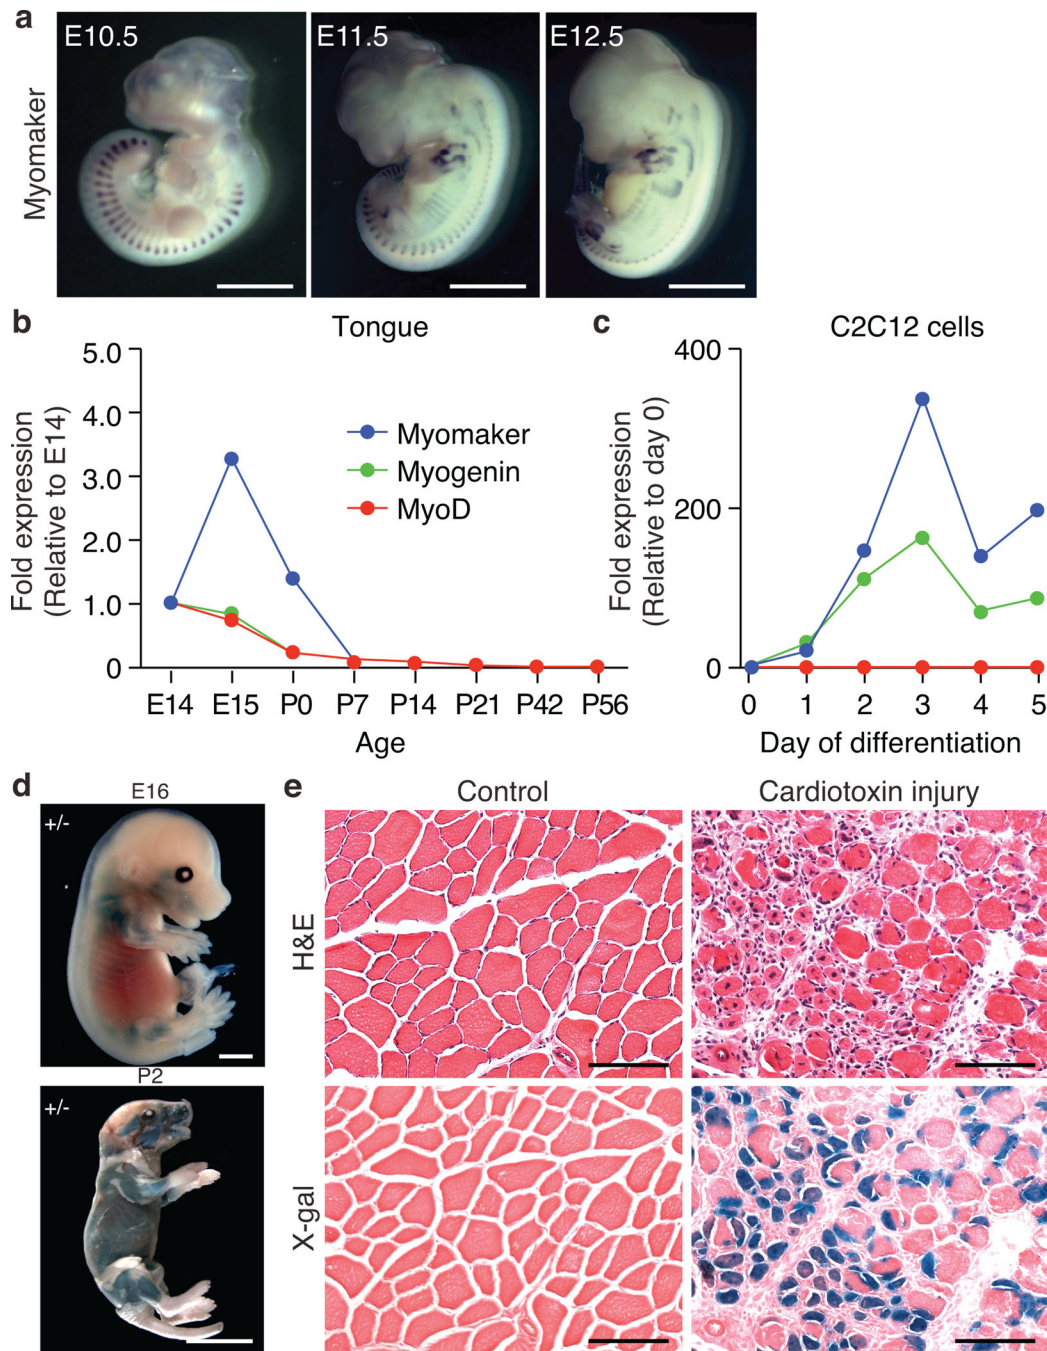 a
E10.5
E11.5
E12.5
Myomaker
b
Tongue
5.0
4.0
3.0
2.0
1.0
0
Fold expression
(Relative to E14)
Myomaker
Myogenin
MyoD
E14 E15 P0 P7 P14 P21 P42 P56
Age
c
C2C12 cells
400
200
0
Fold expression
(Relative to day 0)
0 1 2 3 4 5
Day of differentiation
d
E16
+/-
P2
+/-
e
Control
Cardiotoxin injury
H&E
X-gal